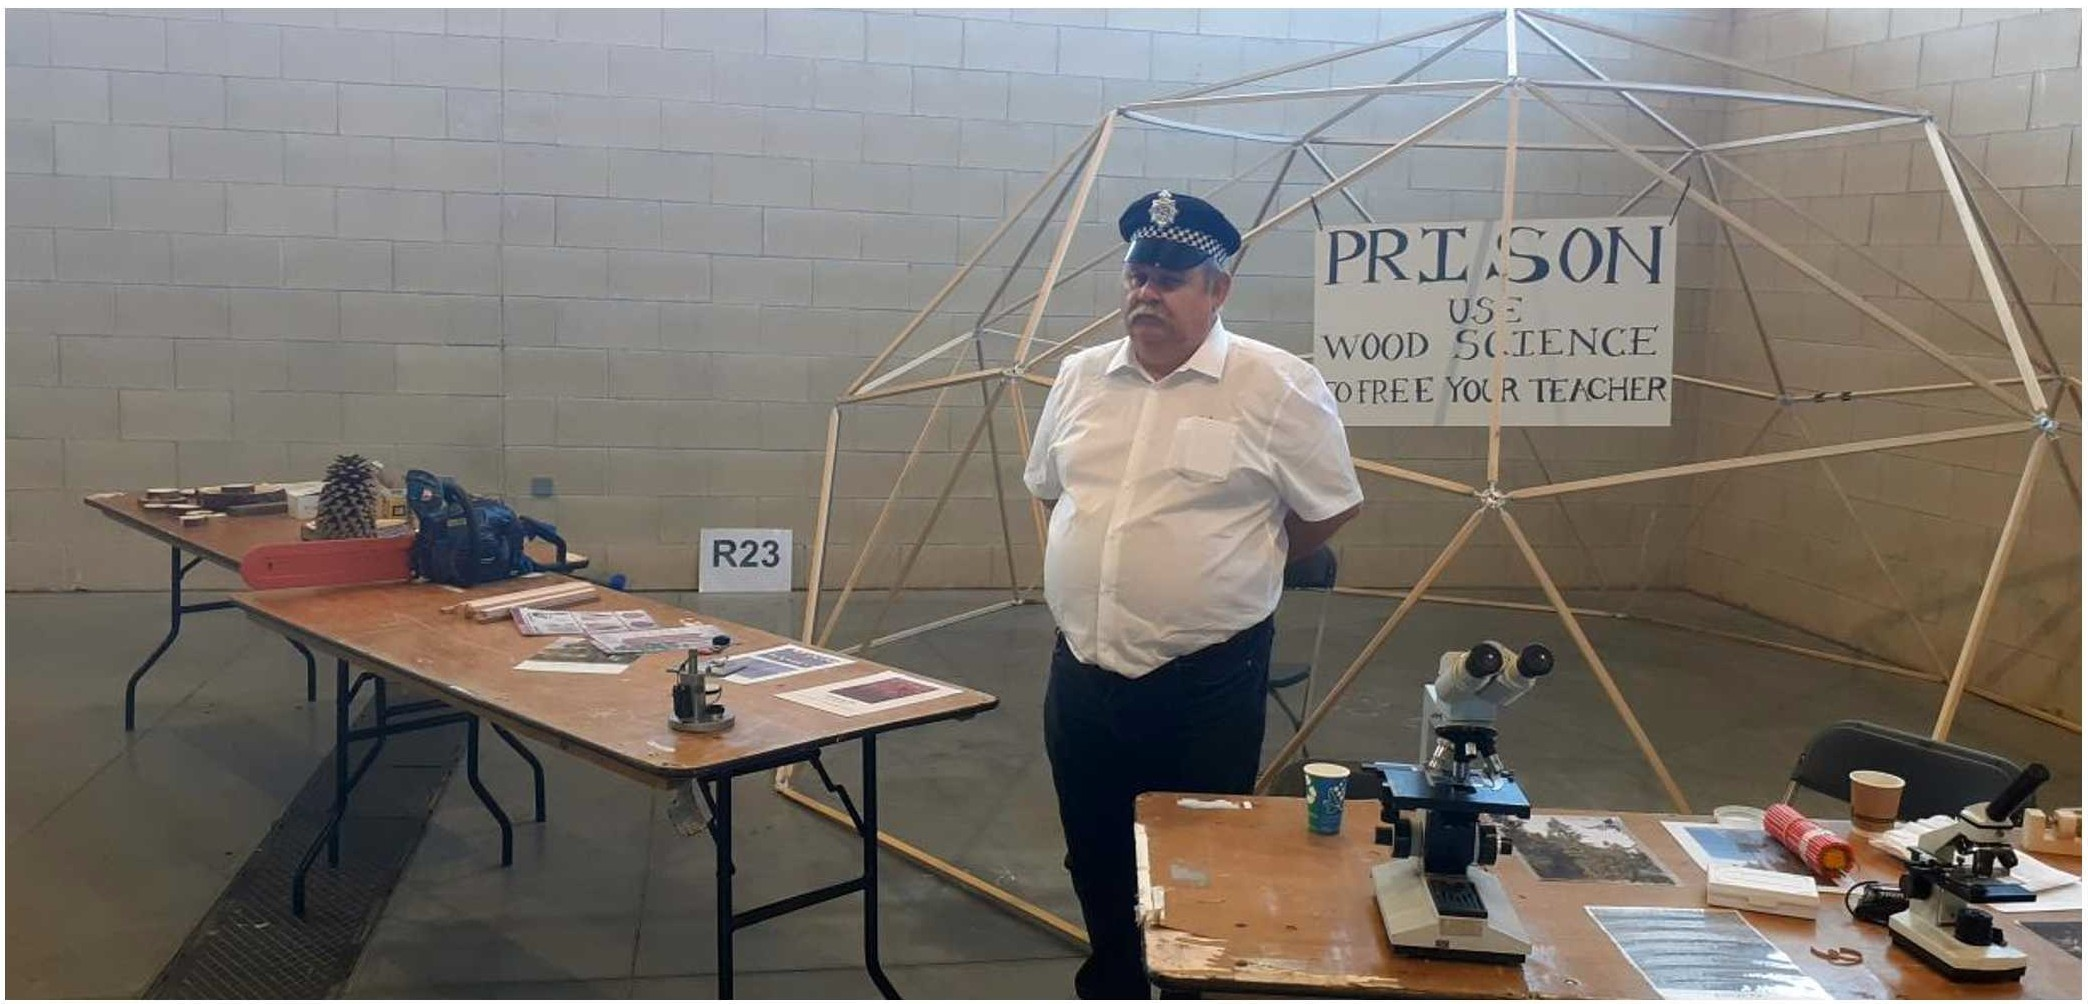 PRISON
USE
WOOD SCIENCE
TO FREE YOUR TEACHER
R23